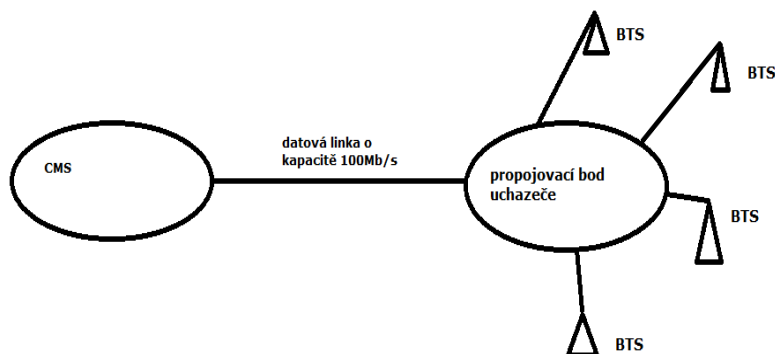 BTS
BTS
datová linka o
kapacitě 100Mb/s
CMS
propojovací bod
uchazeče
BTS
BTS